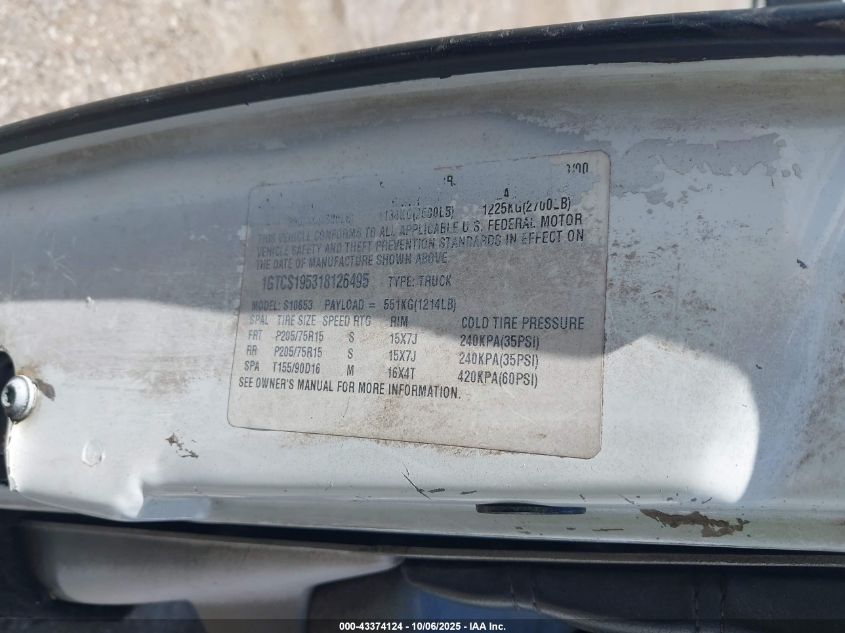 1225KG(2700LB)
THIS VEHICLE CONFORMS TO ALL APPLICABLE U.S. FEDERAL MOTOR
VEHICLE SAFETY AND THEFT PREVENTION STANDARDS IN EFFECT ON
THE DATE OF MANUFACTURE SHOWN ABOVE.
1GTCS195318126495 TYPE: TRUCK
MODEL: S10653 PAYLOAD = 551KG(1214LB)
SPAL TIRE SIZE SPEED RTG RIM COLD TIRE PRESSURE
FRT P205/75R15 S 15X7J 240KPA(35PSI)
RR P205/75R15 S 15X7J 240KPA(35PSI)
SPA T155/90D16 M 16X4T 420KPA(60PSI)
SEE OWNER'S MANUAL FOR MORE INFORMATION.
000-43374124 | 10/06/2025 | IAA Inc.